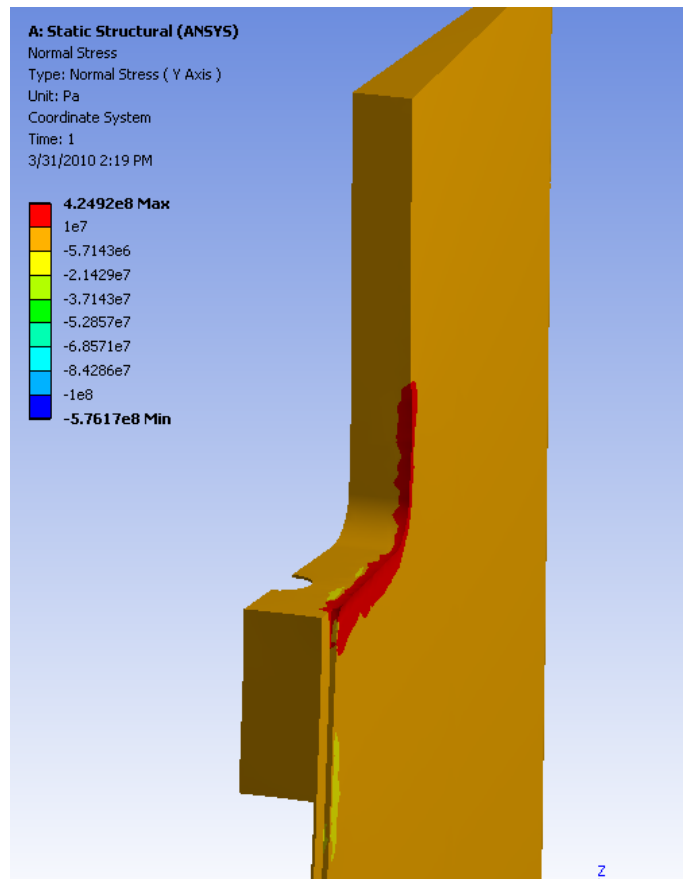 A: Static Structural (ANSYS)
Normal Stress
Type: Normal Stress ( Y Axis )
Unit: Pa
Coordinate System
Time: 1
3/31/2010 2:19 PM
4.2492e8 Max
1e7
-5.7143e6
-2.1429e7
-3.7143e7
-5.2857e7
-6.8571e7
-8.4286e7
-1e8
-5.7617e8 Min
Z